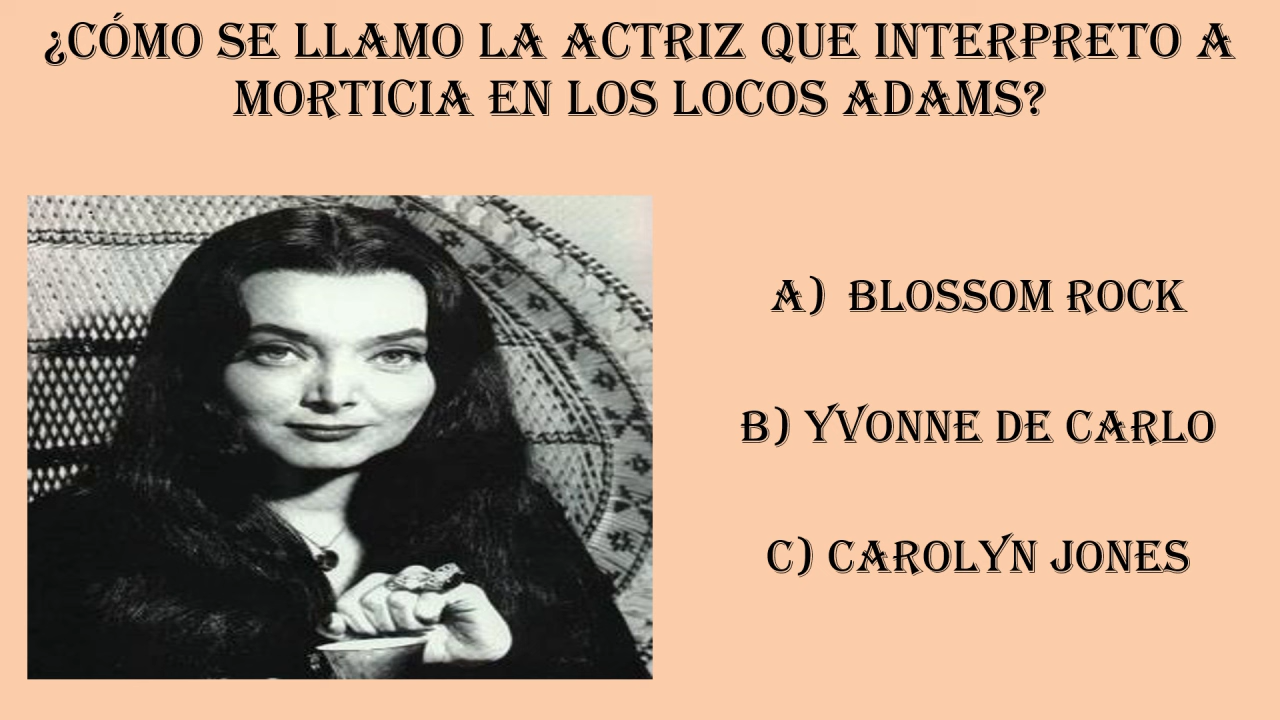 ¿CÓMO SE LLAMO LA ACTRIZ QUE INTERPRETO A
MORTICIA EN LOS LOCOS ADAMS?
A) BLOSSOM ROCK
B) YVONNE DE CARLO
C) CAROLYN JONES